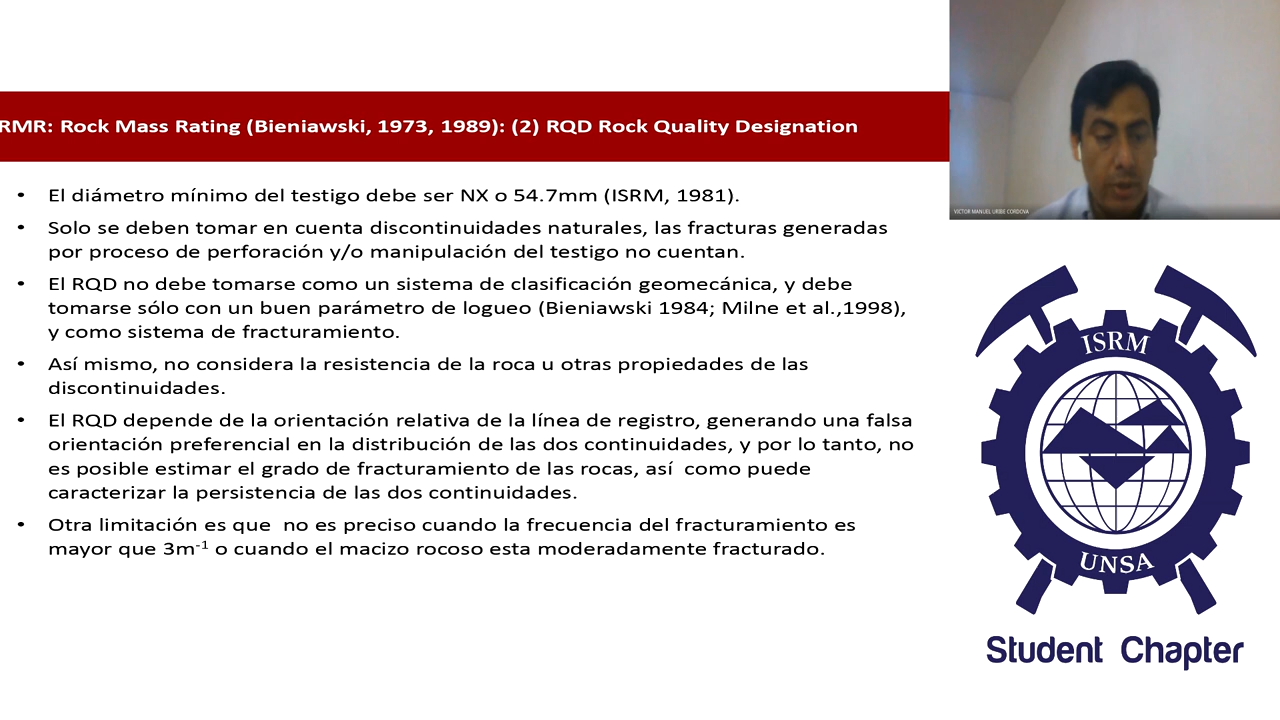 RMR: Rock Mass Rating (Bieniawski, 1973, 1989): (2) RQD Rock Quality Designation
• El diámetro mínimo del testigo debe ser NX o 54.7mm (ISRM, 1981).
• Solo se deben tomar en cuenta discontinuidades naturales, las fracturas generadas
por proceso de perforación y/o manipulación del testigo no cuentan.
• El RQD no debe tomarse como un sistema de clasificación geomecánica, y debe
tomarse sólo con un buen parámetro de logueo (Bieniawski 1984; Milne et al.,1998),
y como sistema de fracturamiento.
• Así mismo, no considera la resistencia de la roca u otras propiedades de las
discontinuidades.
• El RQD depende de la orientación relativa de la línea de registro, generando una falsa
orientación preferencial en la distribución de las dos continuidades, y por lo tanto, no
es posible estimar el grado de fracturamiento de las rocas, así  como puede
caracterizar la persistencia de las dos continuidades.
• Otra limitación es que  no es preciso cuando la frecuencia del fracturamiento es
mayor que 3m⁻¹ o cuando el macizo rocoso esta moderadamente fracturado.
VICTOR MANUEL URIBE CORDOVA
ISRM
UNSA
Student Chapter